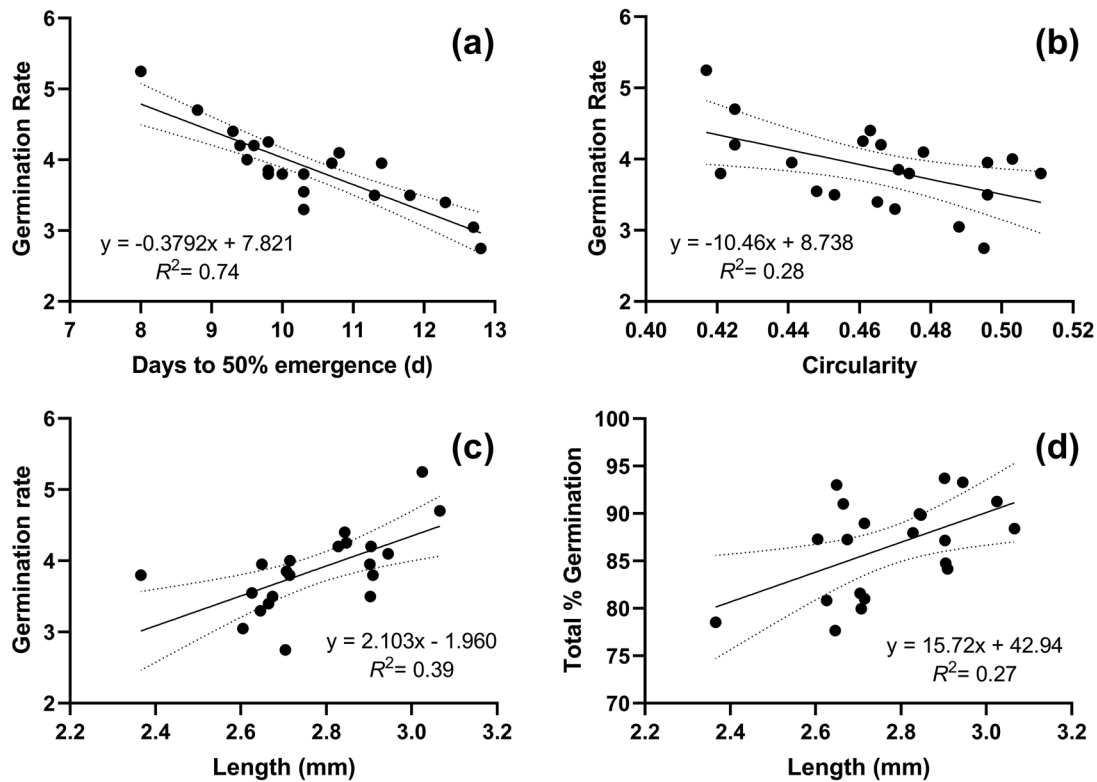 (a)
Germination Rate
6
5
4
3
2
y = -0.3792x + 7.821
R²= 0.74
7 8 9 10 11 12 13
Days to 50% emergence (d)
(b)
Germination Rate
6
5
4
3
2
y = -10.46x + 8.738
R²= 0.28
0.40 0.42 0.44 0.46 0.48 0.50 0.52
Circularity
(c)
Germination rate
6
5
4
3
2
y = 2.103x - 1.960
R²= 0.39
2.2 2.4 2.6 2.8 3.0 3.2
Length (mm)
(d)
Total % Germination
100
95
90
85
80
75
70
y = 15.72x + 42.94
R²= 0.27
2.2 2.4 2.6 2.8 3.0 3.2
Length (mm)